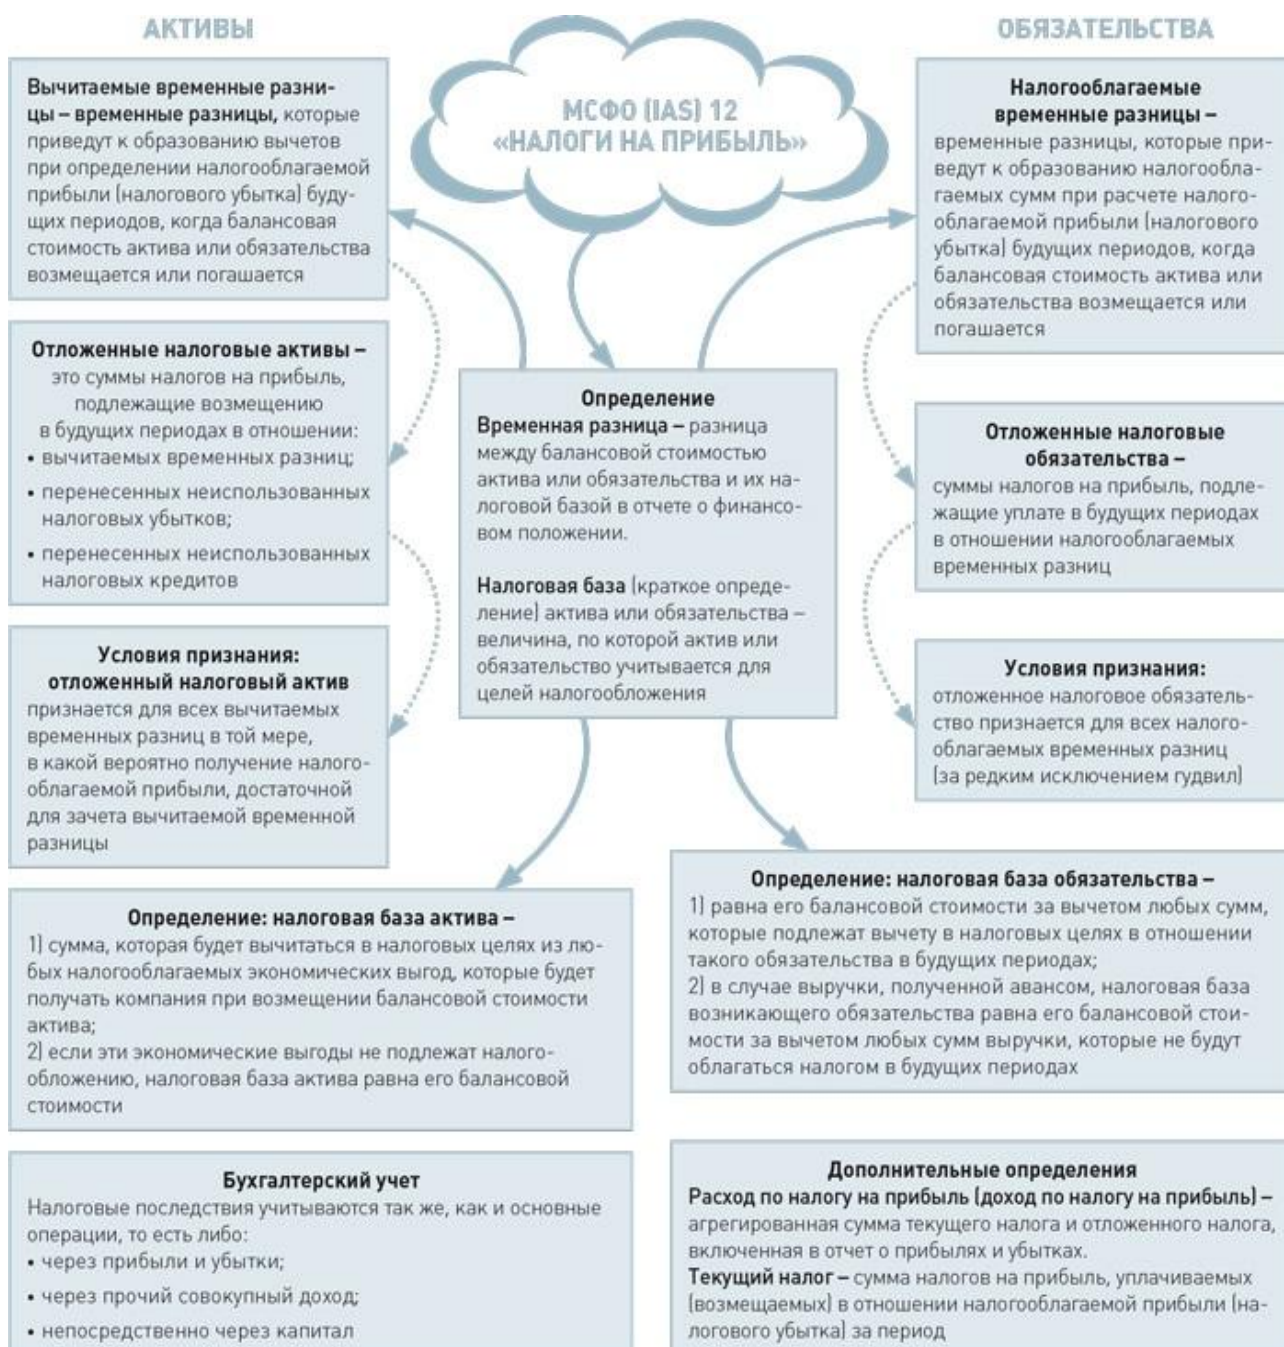 АКТИВЫ
Вычитаемые временные разни-
цы – временные разницы, которые
приведут к образованию вычетов
при определении налогооблагаемой
прибыли (налогового убытка) буду-
щих периодов, когда балансовая
стоимость актива или обязательства
возмещается или погашается
Отложенные налоговые активы –
это суммы налогов на прибыль,
подлежащие возмещению
в будущих периодах в отношении:
• вычитаемых временных разниц;
• перенесенных неиспользованных
налоговых убытков;
• перенесенных неиспользованных
налоговых кредитов
Условия признания:
отложенный налоговый актив
признается для всех вычитаемых
временных разниц в той мере,
в какой вероятно получение налого-
облагаемой прибыли, достаточной
для зачета вычитаемой временной
разницы
МСФО (IAS) 12
«НАЛОГИ НА ПРИБЫЛЬ»
Определение
Временная разница – разница
между балансовой стоимостью
актива или обязательства и их на-
логовой базой в отчете о финансо-
вом положении.
Налоговая база (краткое опреде-
ление) актива или обязательства –
величина, по которой актив или
обязательство учитывается для
целей налогообложения
ОБЯЗАТЕЛЬСТВА
Налогооблагаемые
временные разницы –
временные разницы, которые при-
ведут к образованию налогообла-
гаемых сумм при расчете налого-
облагаемой прибыли (налогового
убытка) будущих периодов, когда
балансовая стоимость актива или
обязательства возмещается или
погашается
Отложенные налоговые
обязательства –
суммы налогов на прибыль, подле-
жащие уплате в будущих периодах
в отношении налогооблагаемых
временных разниц
Условия признания:
отложенное налоговое обязатель-
ство признается для всех налого-
облагаемых временных разниц
(за редким исключением гудвил)
Определение: налоговая база актива –
1) сумма, которая будет вычитаться в налоговых целях из лю-
бых налогооблагаемых экономических выгод, которые будет
получать компания при возмещении балансовой стоимости
актива;
2) если эти экономические выгоды не подлежат налого-
обложению, налоговая база актива равна его балансовой
стоимости
Определение: налоговая база обязательства –
1) равна его балансовой стоимости за вычетом любых сумм,
которые подлежат вычету в налоговых целях в отношении
такого обязательства в будущих периодах;
2) в случае выручки, полученной авансом, налоговая база
возникающего обязательства равна его балансовой стои-
мости за вычетом любых сумм выручки, которые не будут
облагаться налогом в будущих периодах
Бухгалтерский учет
Налоговые последствия учитываются так же, как и основные
операции, то есть либо:
• через прибыли и убытки;
• через прочий совокупный доход;
• непосредственно через капитал
Дополнительные определения
Расход по налогу на прибыль (доход по налогу на прибыль) –
агрегированная сумма текущего налога и отложенного налога,
включенная в отчет о прибылях и убытках.
Текущий налог – сумма налогов на прибыль, уплачиваемых
(возмещаемых) в отношении налогооблагаемой прибыли (на-
логового убытка) за период